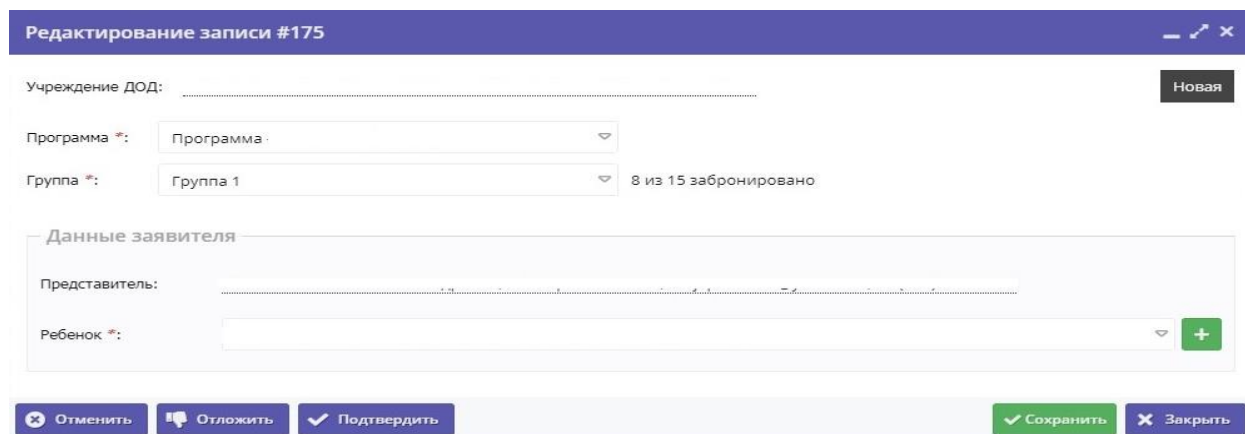 Редактирование записи #175
Учреждение ДОД:
Новая
Программа *: Программа
Группа *: Группа 1 8 из 15 забронировано
Данные заявителя
Представитель:
Ребенок *:
Отменить Отложить Подтвердить Сохранить Закрыть